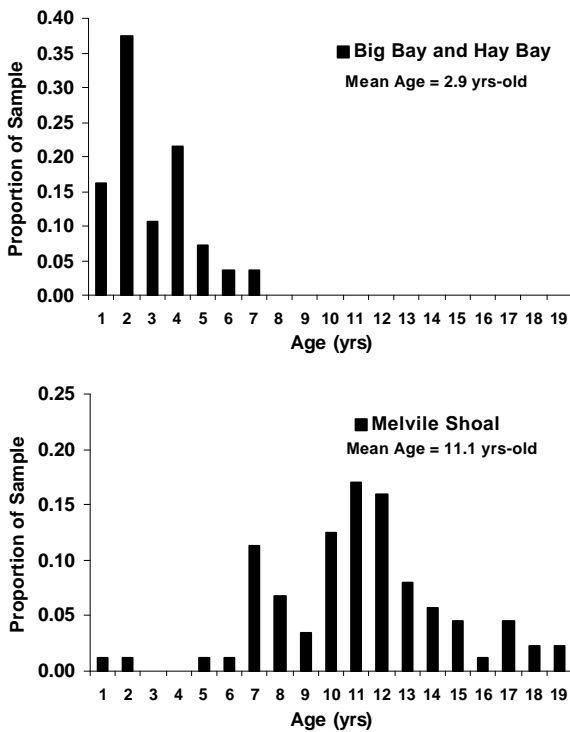 0.40
0.35
0.30
0.25
0.20
0.15
0.10
0.05
0.00
Proportion of Sample
Big Bay and Hay Bay
Mean Age = 2.9 yrs-old
1 2 3 4 5 6 7 8 9 10 11 12 13 14 15 16 17 18 19
Age (yrs)
0.25
0.20
0.15
0.10
0.05
0.00
Proportion of Sample
Melvile Shoal
Mean Age = 11.1 yrs-old
1 2 3 4 5 6 7 8 9 10 11 12 13 14 15 16 17 18 19
Age (yrs)